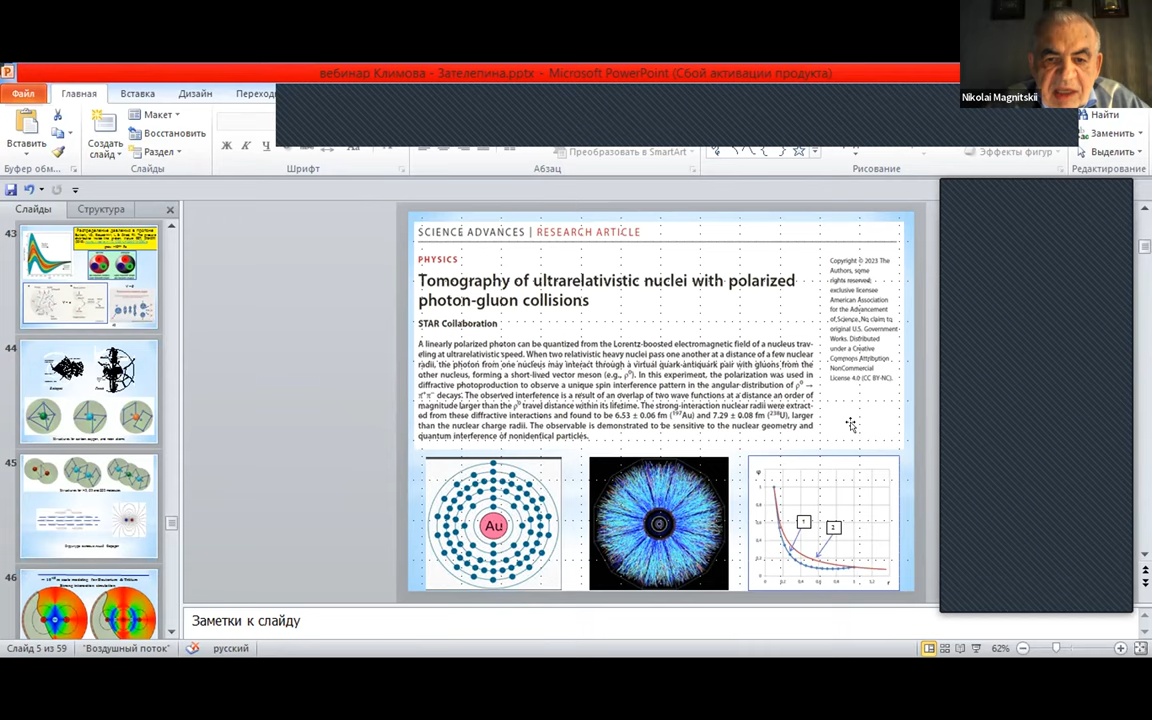 вебинар Климова - Зателепина.pptx - Microsoft PowerPoint (Сбой активации продукта)
Nikolai Magnitskii
Файл
Главная
Вставка
Дизайн
Переходы
Вставить
Создать слайд
Макет
Восстановить
Раздел
Ж К Ч
Преобразовать в SmartArt
Эффекты фигур
Найти
Заменить
Выделить
Буфер обм...
Слайды
Шрифт
Абзац
Рисование
Редактирование
Слайды
Структура
43
44
45
46
SCIENCE ADVANCES | RESEARCH ARTICLE
PHYSICS
Tomography of ultrarelativistic nuclei with polarized
photon-gluon collisions
STAR Collaboration
A linearly polarized photon can be quantized from the Lorentz-boosted electromagnetic field of a nucleus trav-
eling at ultrarelativistic speed. When two relativistic heavy nuclei pass one another at a distance of a few nuclear
radii, the photon from one nucleus may interact through a virtual quark-antiquark pair with gluons from the
other nucleus, forming a short-lived vector meson (e.g., ρ⁰). In this experiment, the polarization was used in
diffractive photoproduction to observe a unique spin interference pattern in the angular distribution of ρ⁰ →
π⁺π⁻ decays. The observed interference is a result of an overlap of two wave functions at a distance an order of
magnitude larger than the ρ⁰ travel distance within its lifetime. The strong-interaction nuclear radii were extract-
ed from these diffractive interactions and found to be 6.53 ± 0.06 fm (¹⁹⁷Au) and 7.29 ± 0.08 fm (²³⁸U), larger
than the nuclear charge radii. The observable is demonstrated to be sensitive to the nuclear geometry and
quantum interference of nonidentical particles.
Copyright © 2023 The
Authors, some
rights reserved;
exclusive licensee
American Association
for the Advancement
of Science. No claim to
original U.S. Government
Works. Distributed
under a Creative
Commons Attribution
NonCommercial
License 4.0 (CC BY-NC).
Au
φ
1
2
r
Заметки к слайду
Слайд 5 из 59
"Воздушный поток"
русский
62%